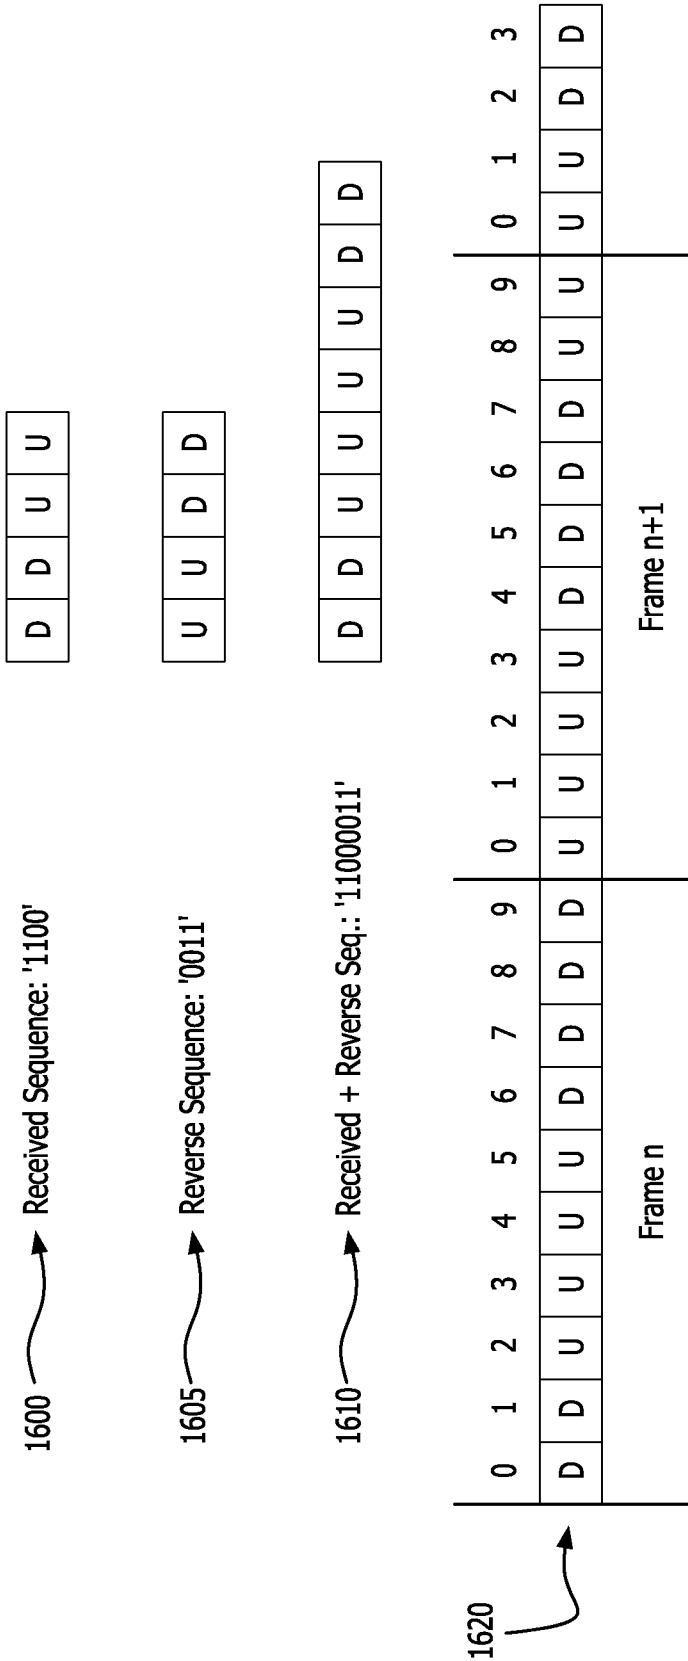 1600 Received Sequence: '1100' D D U U
1605 Reverse Sequence: '0011' U U D D
1610 Received + Reverse Seq.: '11000011' D D U U U U D D
0 1 2 3 4 5 6 7 8 9 0 1 2 3 4 5 6 7 8 9 0 1 2 3
1620 D D U U U U D D D D U U U U D D D D U U U U D D
Frame n Frame n+1